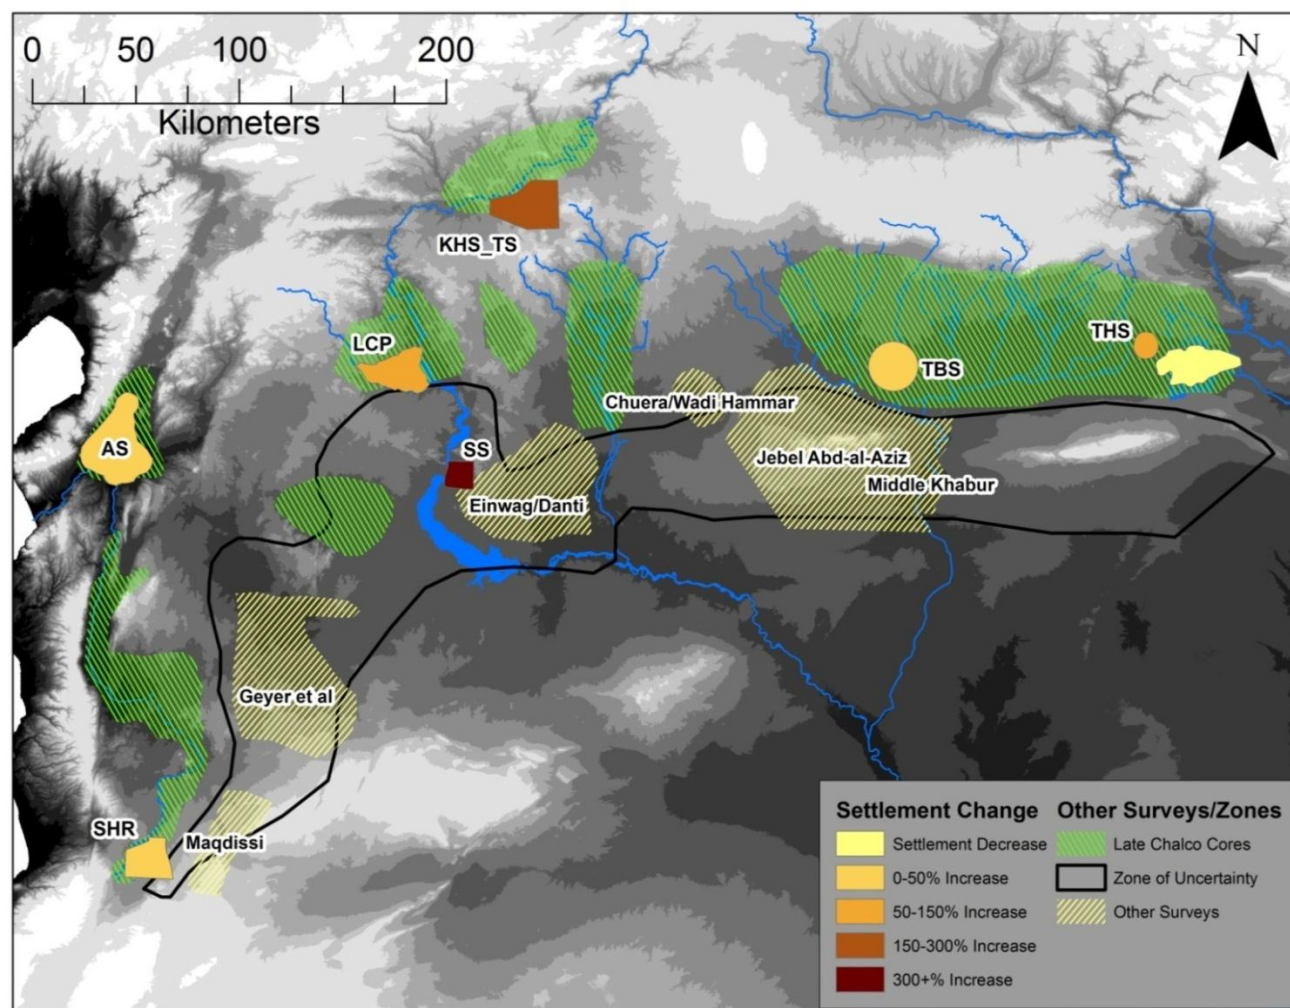 0 50 100 200
Kilometers
N
KHS_TS
LCP
THS
TBS
Chuera/Wadi Hammar
AS
SS
Jebel Abd-al-Aziz
Middle Khabur
Einwag/Danti
Geyer et al
SHR
Maqdissi
Settlement Change
Settlement Decrease
0-50% Increase
50-150% Increase
150-300% Increase
300+% Increase
Other Surveys/Zones
Late Chalco Cores
Zone of Uncertainty
Other Surveys